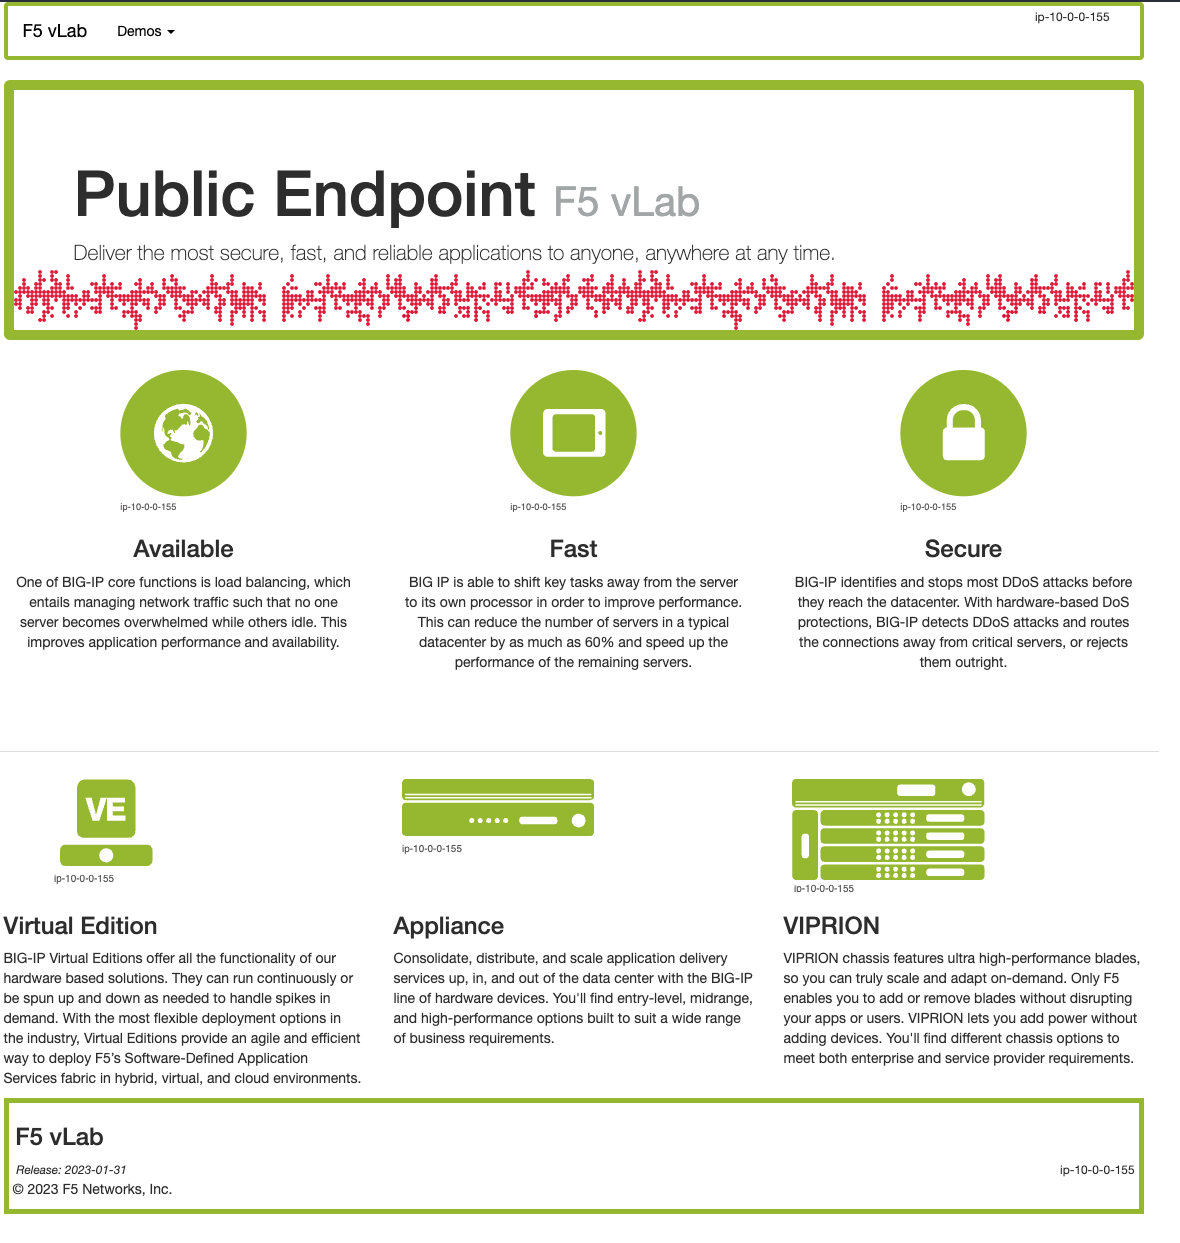 F5 vLab
Demos
ip-10-0-0-155
Public Endpoint F5 vLab
Deliver the most secure, fast, and reliable applications to anyone, anywhere at any time.
ip-10-0-0-155
Available
One of BIG-IP core functions is load balancing, which
entails managing network traffic such that no one
server becomes overwhelmed while others idle. This
improves application performance and availability.
ip-10-0-0-155
Fast
BIG IP is able to shift key tasks away from the server
to its own processor in order to improve performance.
This can reduce the number of servers in a typical
datacenter by as much as 60% and speed up the
performance of the remaining servers.
ip-10-0-0-155
Secure
BIG-IP identifies and stops most DDoS attacks before
they reach the datacenter. With hardware-based DoS
protections, BIG-IP detects DDoS attacks and routes
the connections away from critical servers, or rejects
them outright.
VE
ip-10-0-0-155
Virtual Edition
BIG-IP Virtual Editions offer all the functionality of our
hardware based solutions. They can run continuously or
be spun up and down as needed to handle spikes in
demand. With the most flexible deployment options in
the industry, Virtual Editions provide an agile and efficient
way to deploy F5's Software-Defined Application
Services fabric in hybrid, virtual, and cloud environments.
ip-10-0-0-155
Appliance
Consolidate, distribute, and scale application delivery
services up, in, and out of the data center with the BIG-IP
line of hardware devices. You'll find entry-level, midrange,
and high-performance options built to suit a wide range
of business requirements.
ip-10-0-0-155
VIPRION
VIPRION chassis features ultra high-performance blades,
so you can truly scale and adapt on-demand. Only F5
enables you to add or remove blades without disrupting
your apps or users. VIPRION lets you add power without
adding devices. You'll find different chassis options to
meet both enterprise and service provider requirements.
F5 vLab
Release: 2023-01-31
ip-10-0-0-155
© 2023 F5 Networks, Inc.